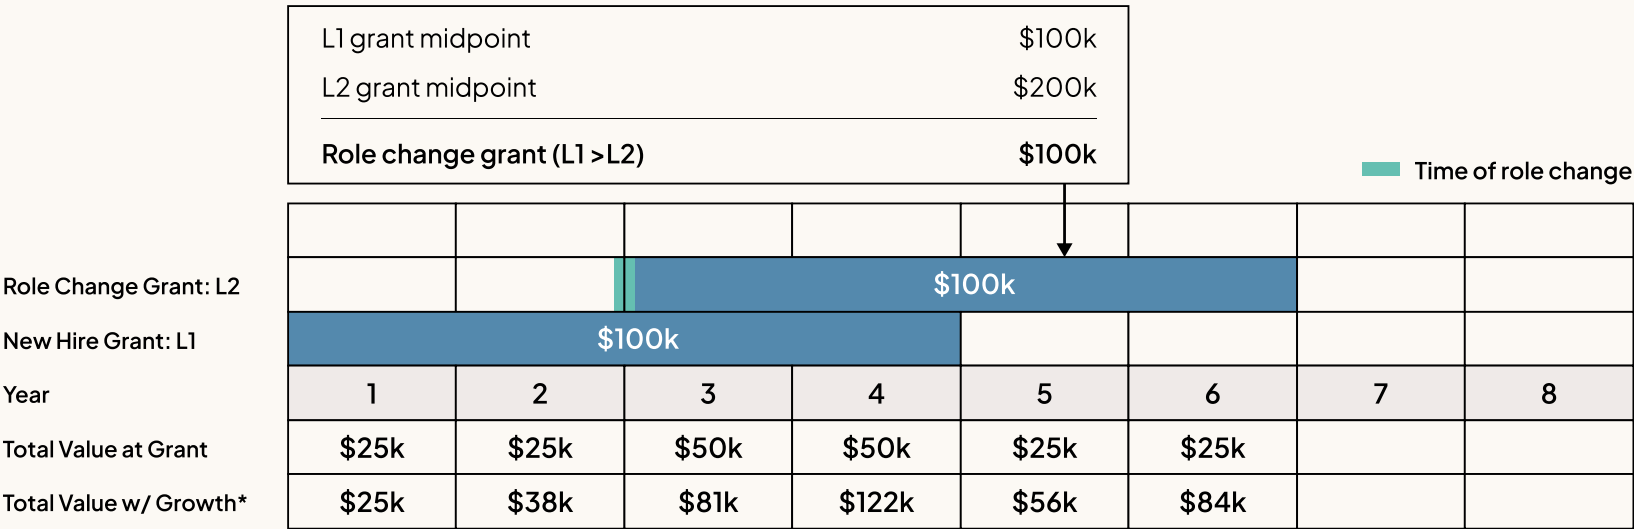 L1 grant midpoint $100k
L2 grant midpoint $200k
Role change grant (L1 >L2) $100k
Time of role change
Role Change Grant: L2 $100k
New Hire Grant: L1 $100k
Year 1 2 3 4 5 6 7 8
Total Value at Grant $25k $25k $50k $50k $25k $25k
Total Value w/ Growth* $25k $38k $81k $122k $56k $84k